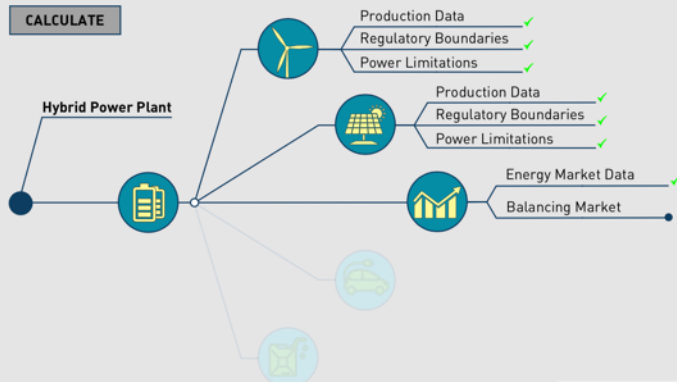 CALCULATE
Production Data
Regulatory Boundaries
Power Limitations
Hybrid Power Plant
Production Data
Regulatory Boundaries
Power Limitations
Energy Market Data
Balancing Market